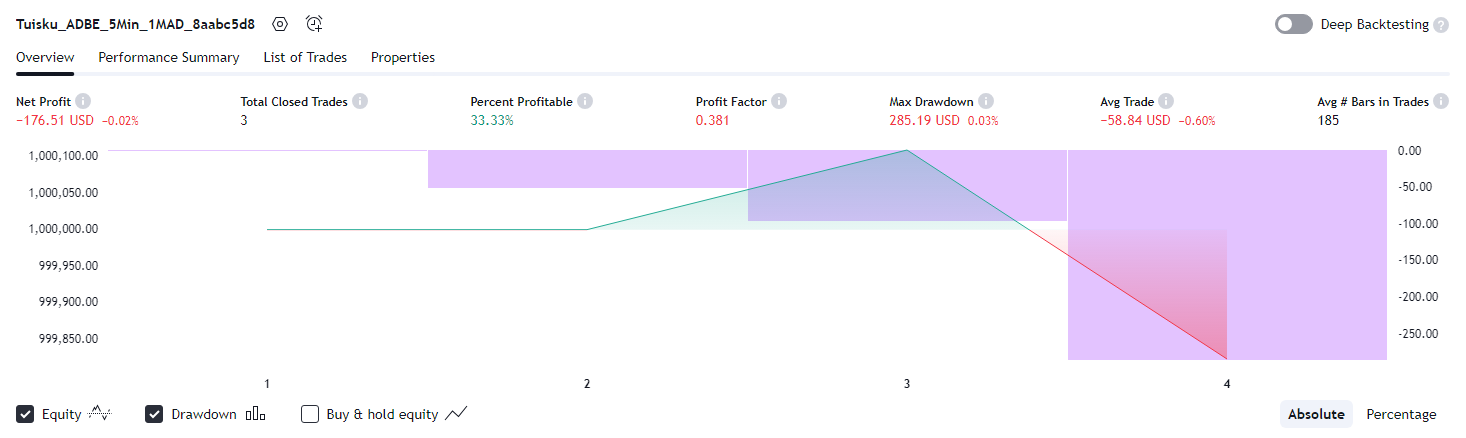 Tuisku_ADBE_5Min_1MAD_8aabc5d8 Deep Backtesting ?
Overview Performance Summary List of Trades Properties
Net Profit i Total Closed Trades i Percent Profitable i Profit Factor i Max Drawdown i Avg Trade i Avg # Bars in Trades i
−176.51 USD −0.02% 3 33.33% 0.381 285.19 USD 0.03% −58.84 USD −0.60% 185
1,000,100.00 0.00
1,000,050.00 -50.00
1,000,000.00 -100.00
999,950.00 -150.00
999,900.00 -200.00
999,850.00 -250.00
1 2 3 4
Equity Drawdown Buy & hold equity Absolute Percentage